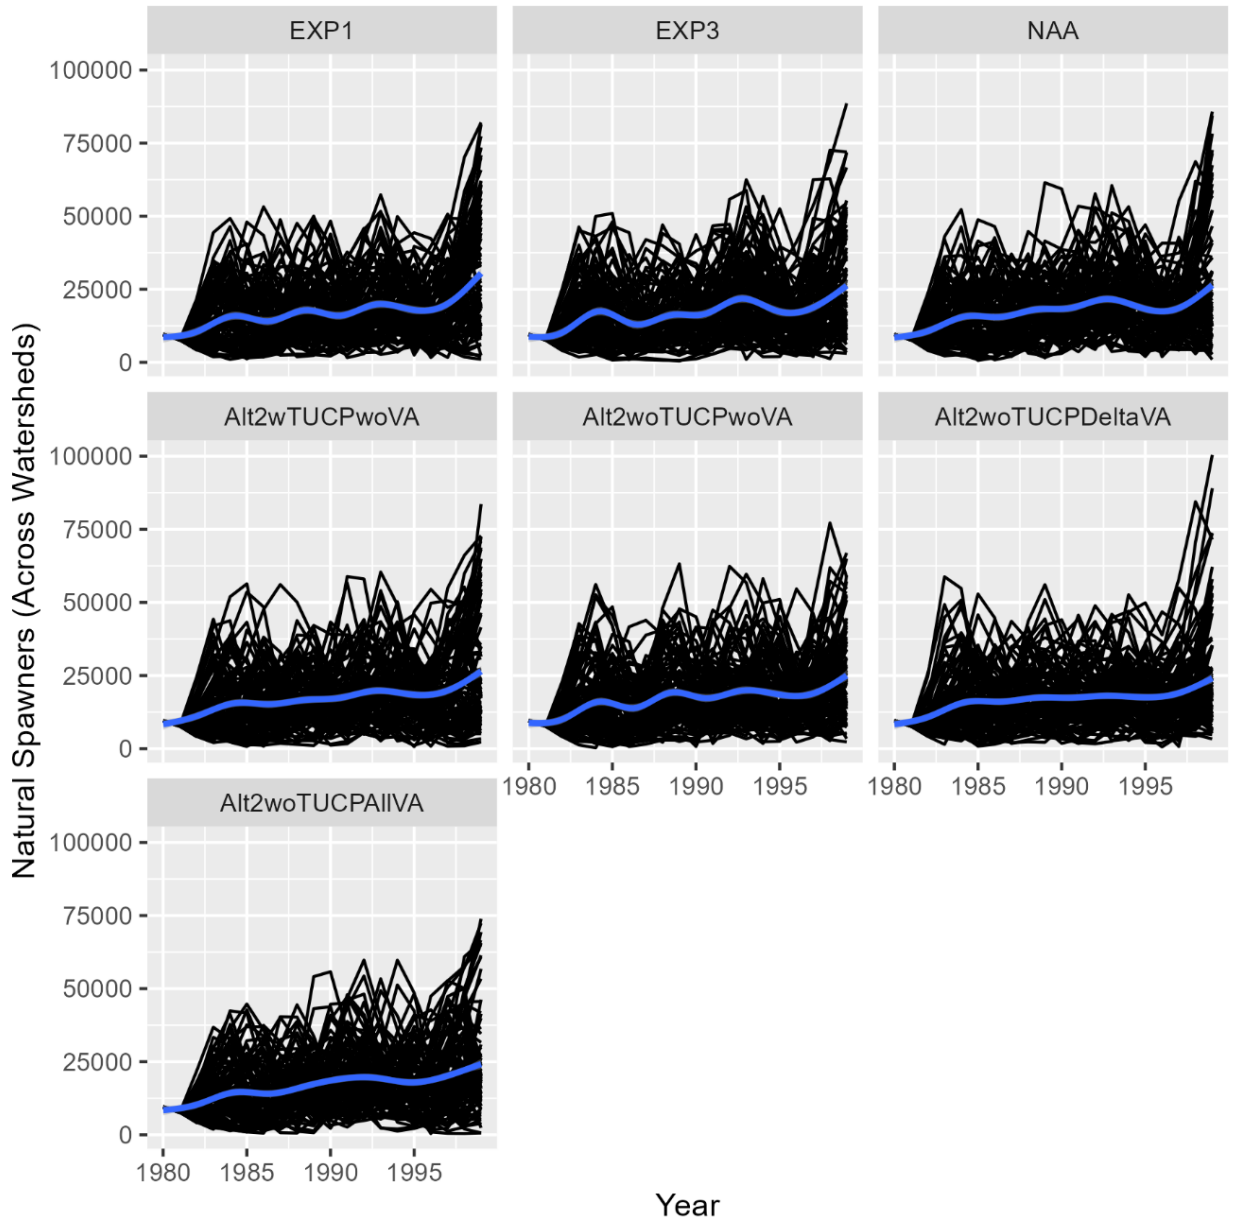 EXP1 EXP3 NAA
100000
75000
50000
25000
0
Alt2wTUCPwoVA Alt2woTUCPwoVA Alt2woTUCPDeltaVA
100000
75000
50000
25000
0
1980 1985 1990 1995 1980 1985 1990 1995
Alt2woTUCPAllVA
100000
75000
50000
25000
0
1980 1985 1990 1995
Natural Spawners (Across Watersheds)
Year